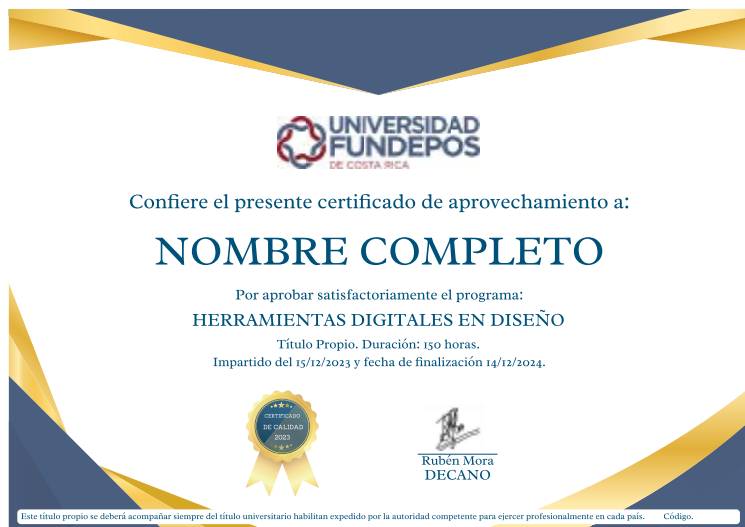 UNIVERSIDAD
FUNDEPOS
DE COSTA RICA
Confiere el presente certificado de aprovechamiento a:
NOMBRE COMPLETO
Por aprobar satisfactoriamente el programa:
HERRAMIENTAS DIGITALES EN DISEÑO
Título Propio. Duración: 150 horas.
Impartido del 15/12/2023 y fecha de finalización 14/12/2024.
CERTIFICADO
DE CALIDAD
2023
Rubén Mora
DECANO
Este título propio se deberá acompañar siempre del título universitario habilitan expedido por la autoridad competente para ejercer profesionalmente en cada país. Código.